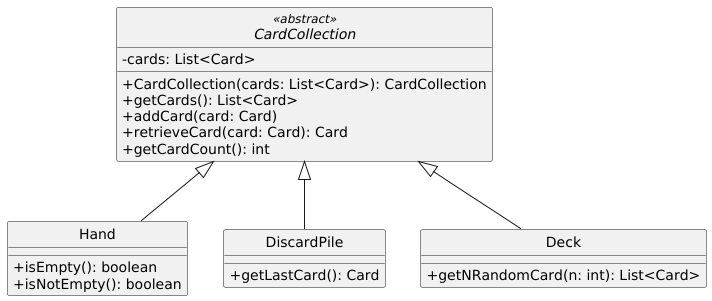 «abstract»
CardCollection
-cards: List<Card>
+CardCollection(cards: List<Card>): CardCollection
+getCards(): List<Card>
+addCard(card: Card)
+retrieveCard(card: Card): Card
+getCardCount(): int
Hand
+isEmpty(): boolean
+isNotEmpty(): boolean
DiscardPile
+getLastCard(): Card
Deck
+getNRandomCard(n: int): List<Card>